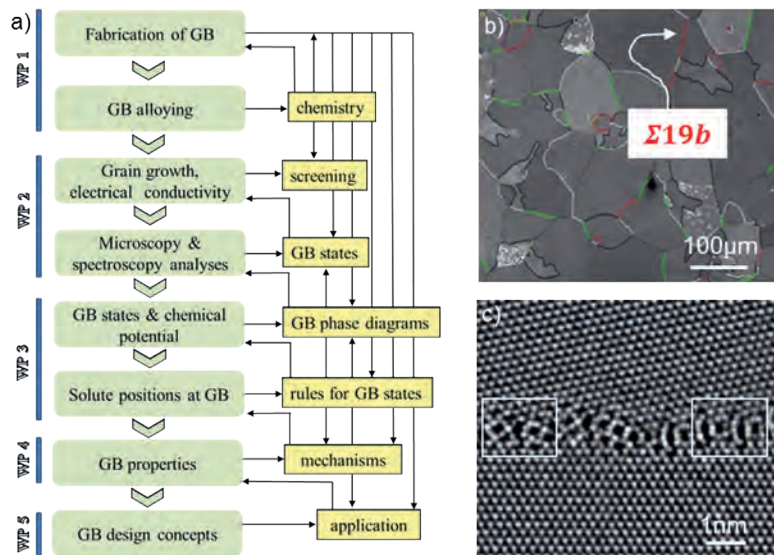 a)
WP 1
Fabrication of GB
GB alloying
chemistry
WP 2
Grain growth,
electrical conductivity
screening
Microscopy &
spectroscopy analyses
GB states
WP 3
GB states & chemical
potential
GB phase diagrams
Solute positions at GB
rules for GB states
WP 4
GB properties
mechanisms
WP 5
GB design concepts
application
b)
Σ19b
100μm
c)
1nm